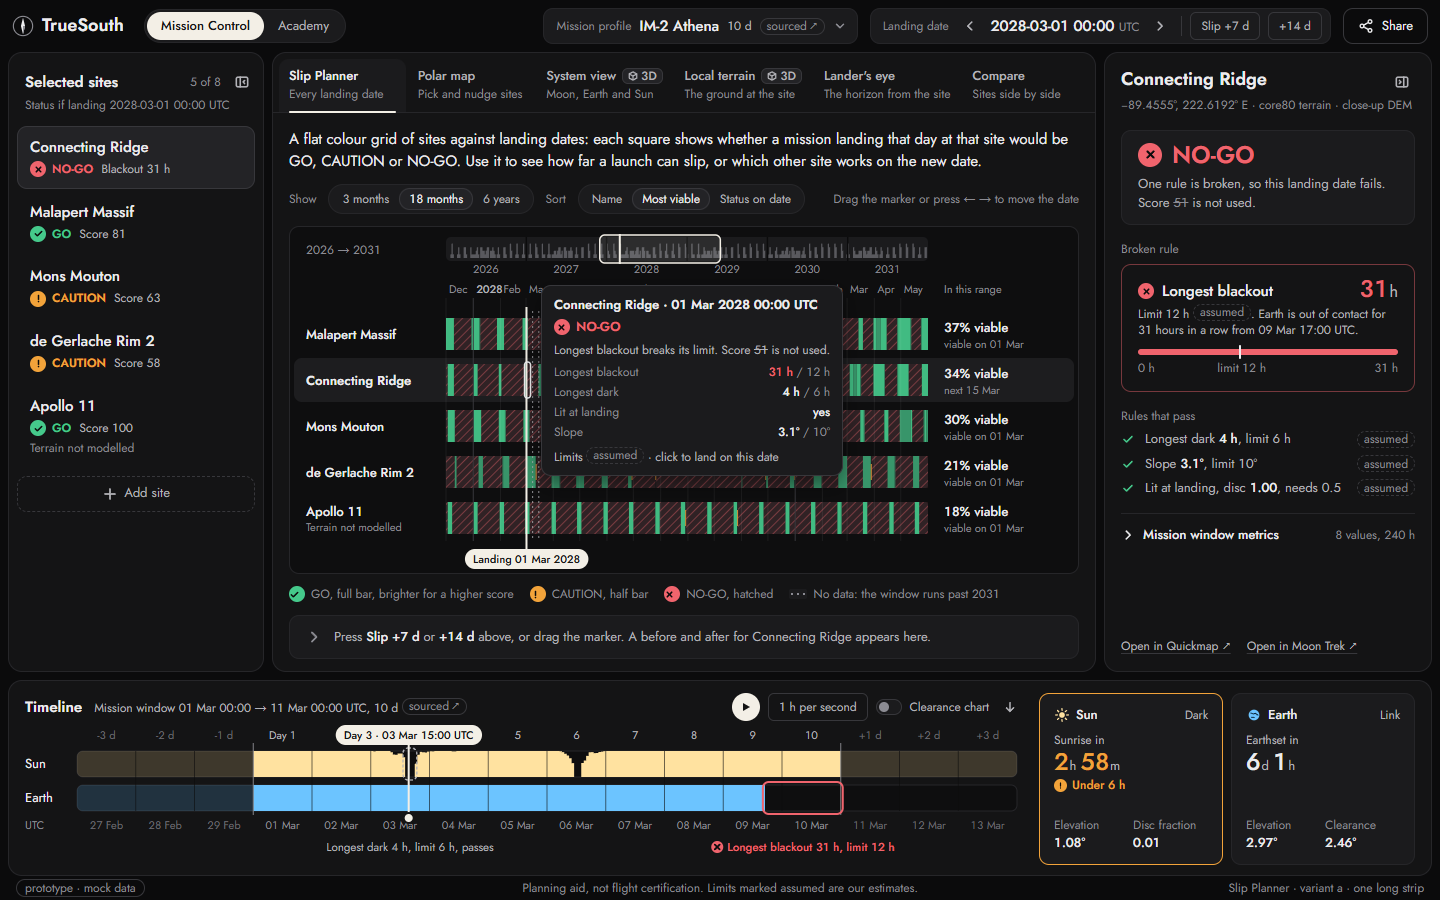 TrueSouth
Mission Control
Academy
Mission profile IM-2 Athena 10 d sourced ↗
Landing date 2028-03-01 00:00 UTC
Slip +7 d
+14 d
Share
Selected sites 5 of 8
Status if landing 2028-03-01 00:00 UTC
Connecting Ridge
NO-GO Blackout 31 h
Malapert Massif
GO Score 81
Mons Mouton
CAUTION Score 63
de Gerlache Rim 2
CAUTION Score 58
Apollo 11
GO Score 100
Terrain not modelled
+ Add site
Slip Planner
Every landing date
Polar map
Pick and nudge sites
System view 3D
Moon, Earth and Sun
Local terrain 3D
The ground at the site
Lander's eye
The horizon from the site
Compare
Sites side by side
A flat colour grid of sites against landing dates: each square shows whether a mission landing that day at that site would be
GO, CAUTION or NO-GO. Use it to see how far a launch can slip, or which other site works on the new date.
Show 3 months 18 months 6 years Sort Name Most viable Status on date Drag the marker or press ← → to move the date
2026 → 2031
2026 2027 2028 2029 2030 2031
Dec 2028 Feb Mar Apr May In this range
Malapert Massif
37% viable
viable on 01 Mar
Connecting Ridge
34% viable
next 15 Mar
Mons Mouton
30% viable
viable on 01 Mar
de Gerlache Rim 2
21% viable
viable on 01 Mar
Apollo 11
Terrain not modelled
18% viable
viable on 01 Mar
Connecting Ridge · 01 Mar 2028 00:00 UTC
NO-GO
Longest blackout breaks its limit. Score 51 is not used.
Longest blackout 31 h / 12 h
Longest dark 4 h / 6 h
Lit at landing yes
Slope 3.1° / 10°
Limits assumed · click to land on this date
Landing 01 Mar 2028
GO, full bar, brighter for a higher score
CAUTION, half bar
NO-GO, hatched
No data: the window runs past 2031
Press Slip +7 d or +14 d above, or drag the marker. A before and after for Connecting Ridge appears here.
Connecting Ridge
−89.4555°, 222.6192° E · core80 terrain · close-up DEM
NO-GO
One rule is broken, so this landing date fails.
Score 51 is not used.
Broken rule
Longest blackout 31 h
Limit 12 h assumed . Earth is out of contact for
31 hours in a row from 09 Mar 17:00 UTC.
0 h limit 12 h 31 h
Rules that pass
Longest dark 4 h, limit 6 h assumed
Slope 3.1°, limit 10° assumed
Lit at landing, disc 1.00, needs 0.5 assumed
Mission window metrics 8 values, 240 h
Open in Quickmap ↗ Open in Moon Trek ↗
Timeline Mission window 01 Mar 00:00 → 11 Mar 00:00 UTC, 10 d sourced ↗
1 h per second
Clearance chart ↓
-3 d -2 d -1 d Day 1 Day 3 · 03 Mar 15:00 UTC 5 6 7 8 9 10 +1 d +2 d +3 d
Sun
Earth
UTC 27 Feb 28 Feb 29 Feb 01 Mar 02 Mar 03 Mar 04 Mar 05 Mar 06 Mar 07 Mar 08 Mar 09 Mar 10 Mar 11 Mar 12 Mar 13 Mar
Longest dark 4 h, limit 6 h, passes
Longest blackout 31 h, limit 12 h
Sun Dark
Sunrise in
2 h 58 m
Under 6 h
Elevation Disc fraction
1.08° 0.01
Earth Link
Earthset in
6 d 1 h
Elevation Clearance
2.97° 2.46°
prototype · mock data
Planning aid, not flight certification. Limits marked assumed are our estimates.
Slip Planner · variant a · one long strip